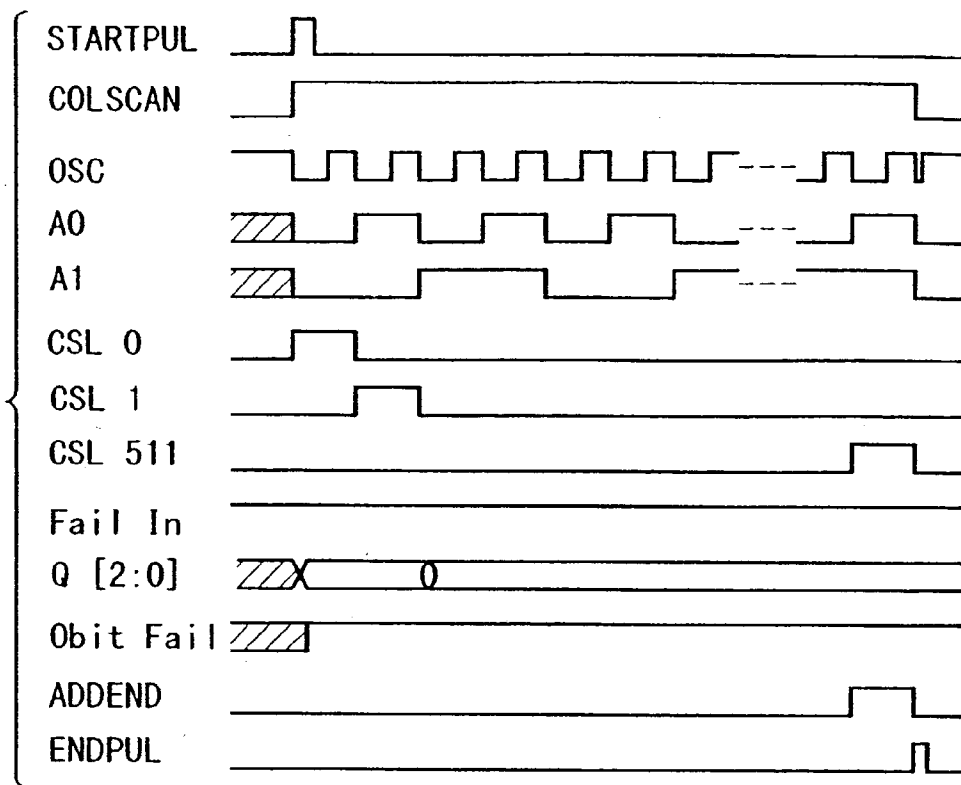 STARTPUL
COLSCAN
OSC
A0
A1
CSL 0
CSL 1
CSL 511
Fail In
Q [2:0]
0
0bit Fail
ADDEND
ENDPUL